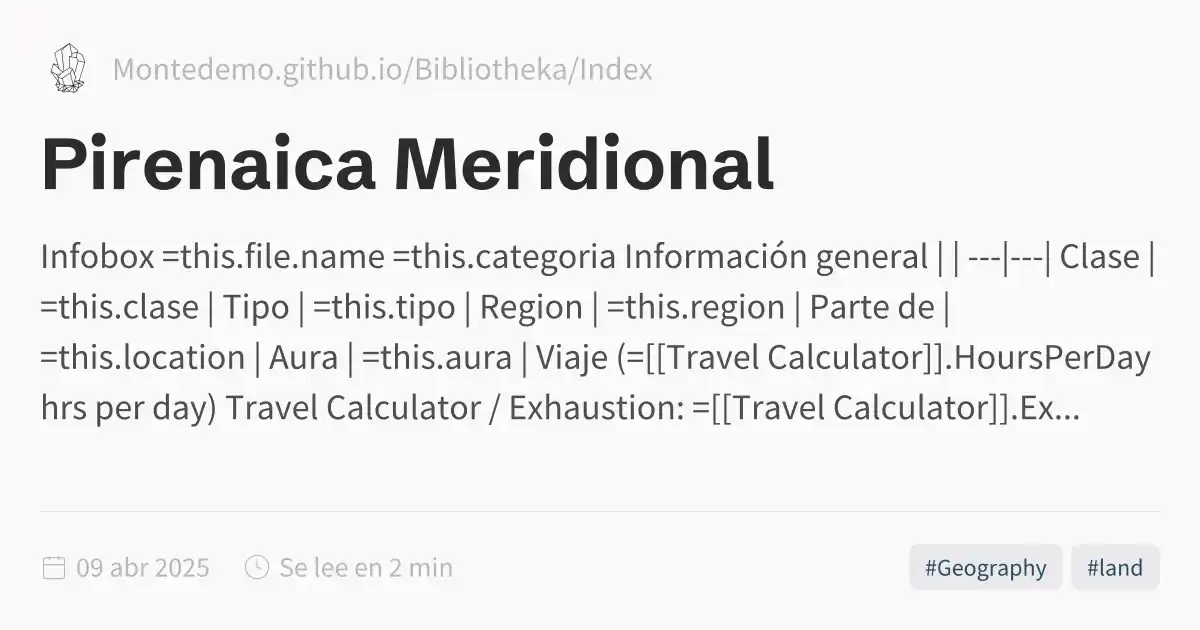 Montedemo.github.io/Bibliotheka/Index
Pirenaica Meridional
Infobox =this.file.name =this.categoria Información general | | ---|---| Clase |
=this.clase | Tipo | =this.tipo | Region | =this.region | Parte de |
=this.location | Aura | =this.aura | Viaje (=[[Travel Calculator]].HoursPerDay
hrs per day) Travel Calculator / Exhaustion: =[[Travel Calculator]].Ex...
09 abr 2025 Se lee en 2 min #Geography #land